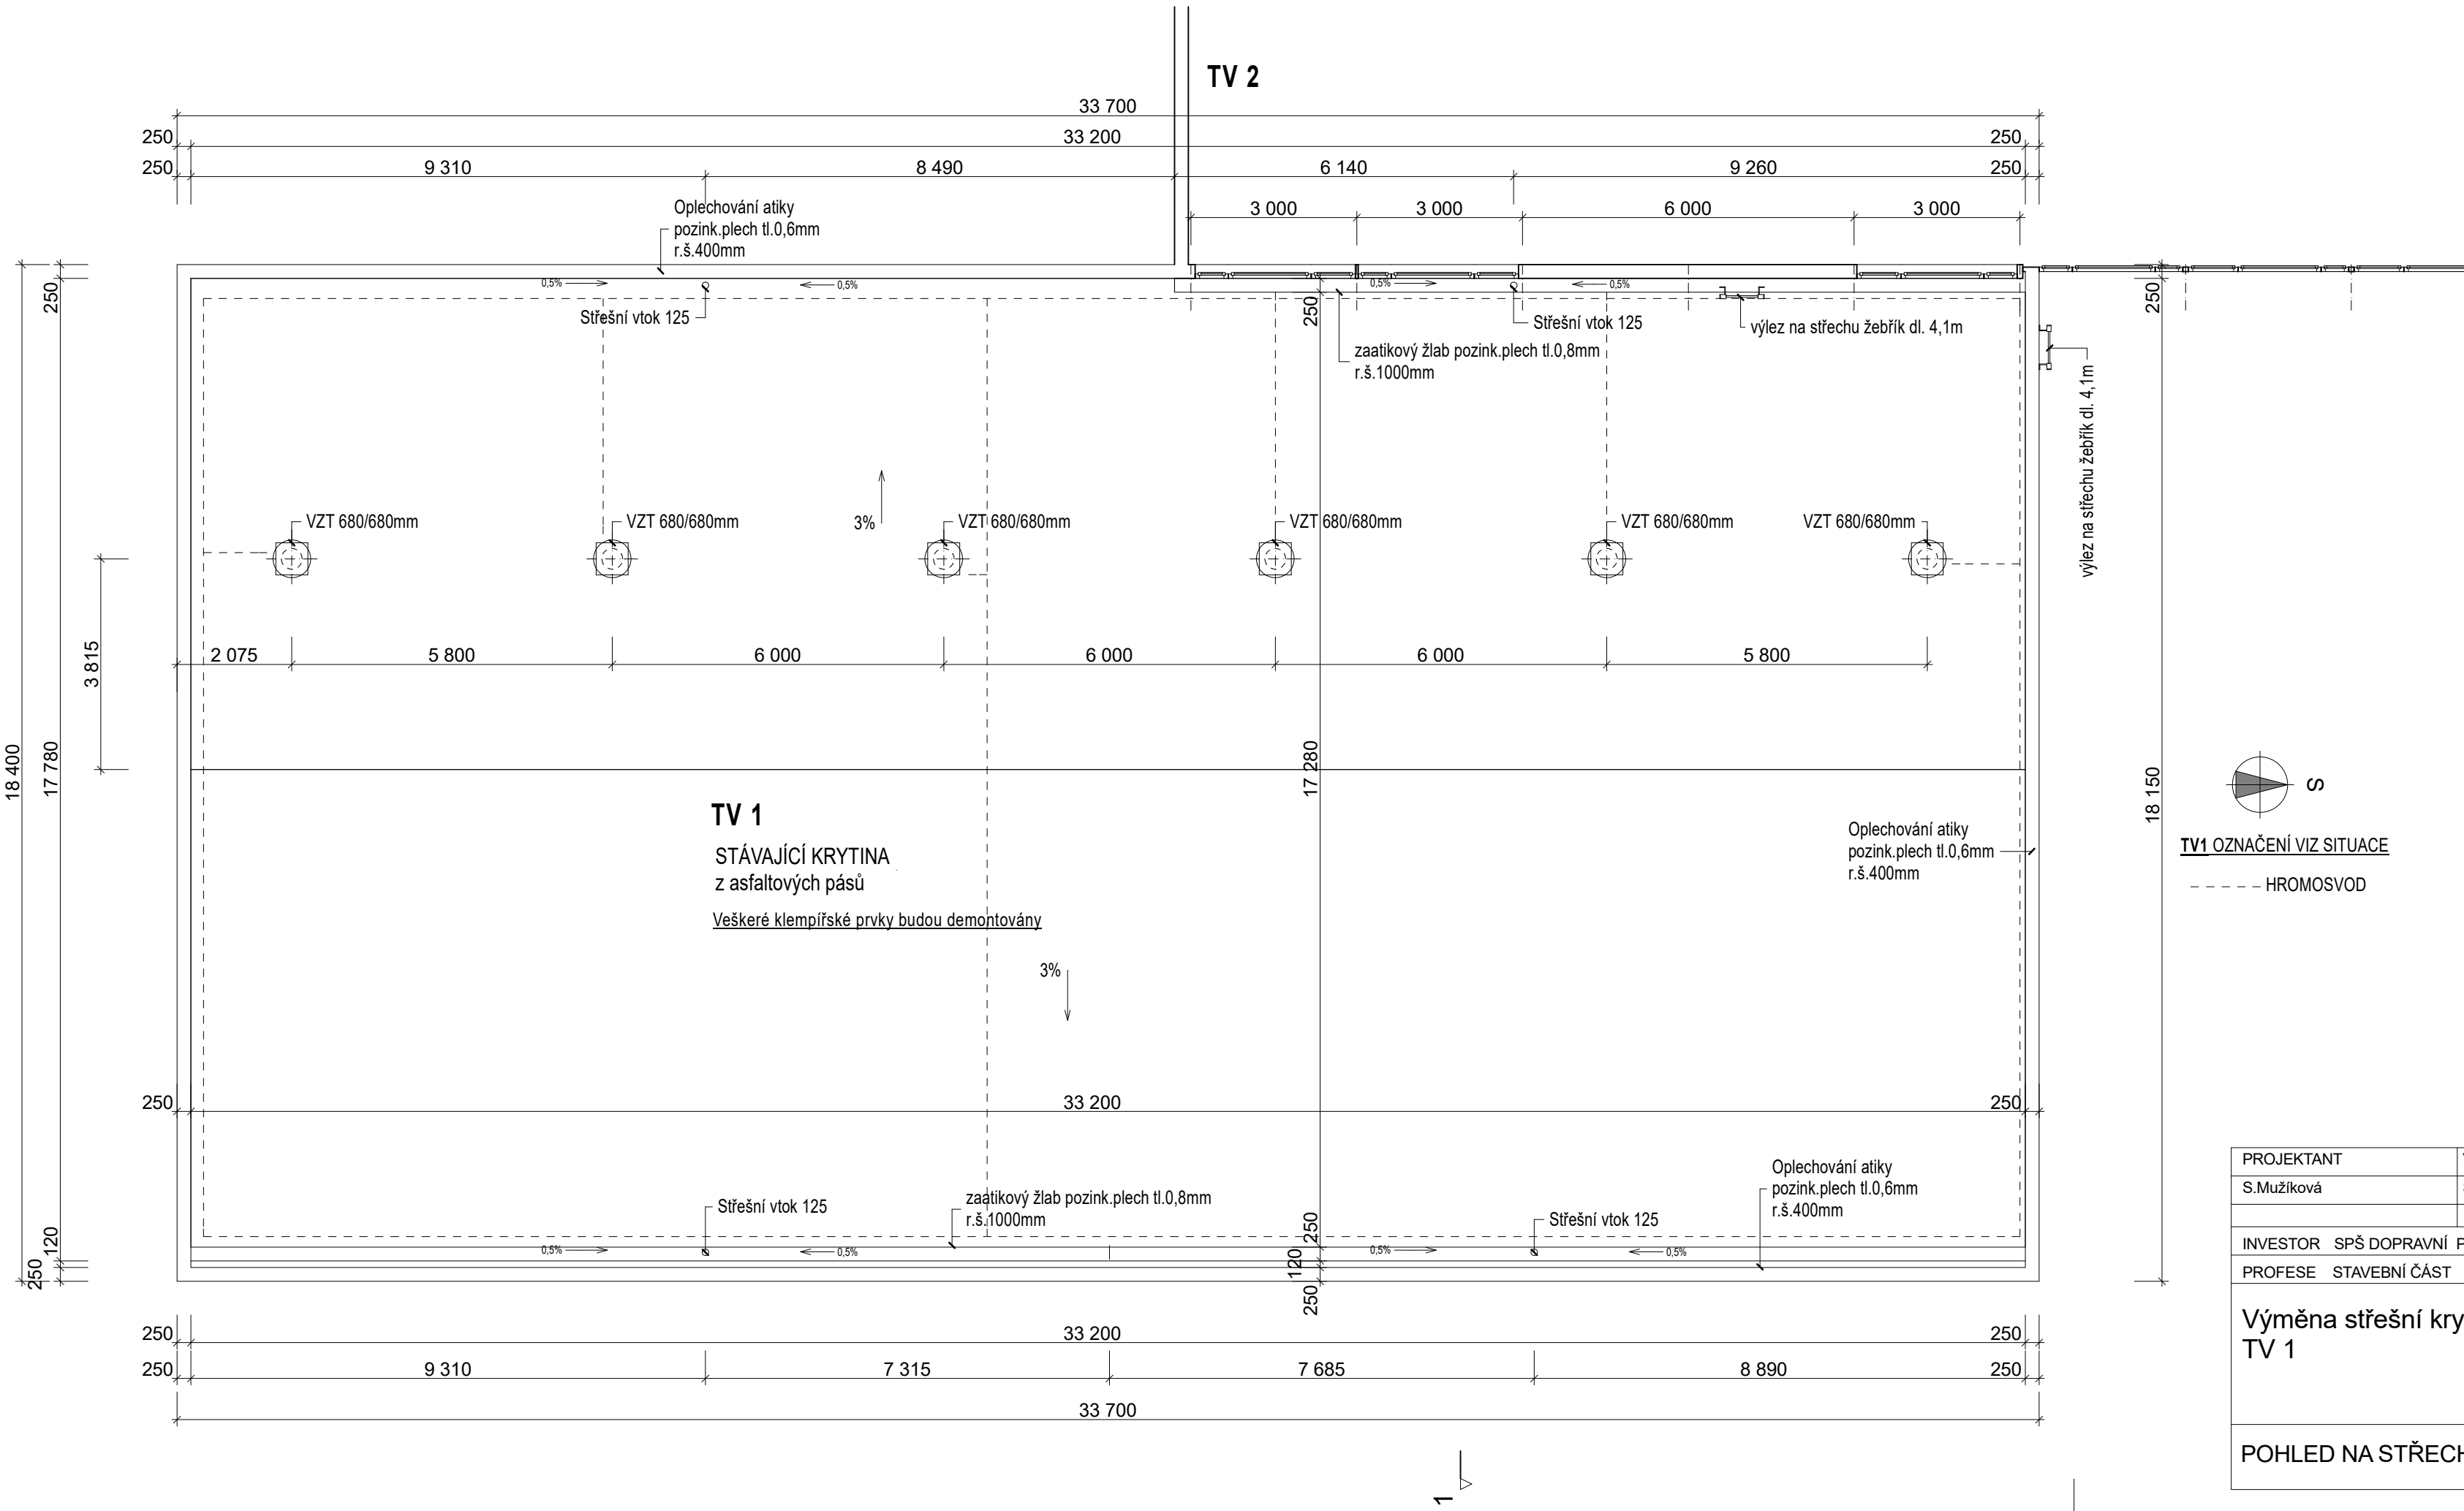 TV 2
33 700
250
33 200
250
250
9 310
8 490
6 140
9 260
250
3 000
3 000
6 000
3 000
Oplechování atiky
pozink.plech tl.0,6mm
r.š.400mm
0,5%
0,5%
0,5%
0,5%
250
250
250
Střešní vtok 125
Střešní vtok 125
výlez na střechu žebřík dl. 4,1m
zaatikový žlab pozink.plech tl.0,8mm
r.š.1000mm
výlez na střechu žebřík dl. 4,1m
VZT 680/680mm
VZT 680/680mm
3%
VZT 680/680mm
VZT 680/680mm
VZT 680/680mm
VZT 680/680mm
3 815
2 075
5 800
6 000
6 000
6 000
5 800
18 400
17 780
17 280
18 150
S
TV 1
STÁVAJÍCÍ KRYTINA
z asfaltových pásů
Veškeré klempířské prvky budou demontovány
Oplechování atiky
pozink.plech tl.0,6mm
r.š.400mm
TV1 OZNAČENÍ VIZ SITUACE
HROMOSVOD
3%
250
33 200
250
Oplechování atiky
pozink.plech tl.0,6mm
r.š.400mm
Střešní vtok 125
zaatikový žlab pozink.plech tl.0,8mm
r.š.1000mm
Střešní vtok 125
0,5%
0,5%
0,5%
0,5%
120
250
250
120
250
250
33 200
250
250
9 310
7 315
7 685
8 890
250
33 700
1
PROJEKTANT
S.Mužíková
INVESTOR SPŠ DOPRAVNÍ P
PROFESE STAVEBNÍ ČÁST
Výměna střešní kry
TV 1
POHLED NA STŘECH